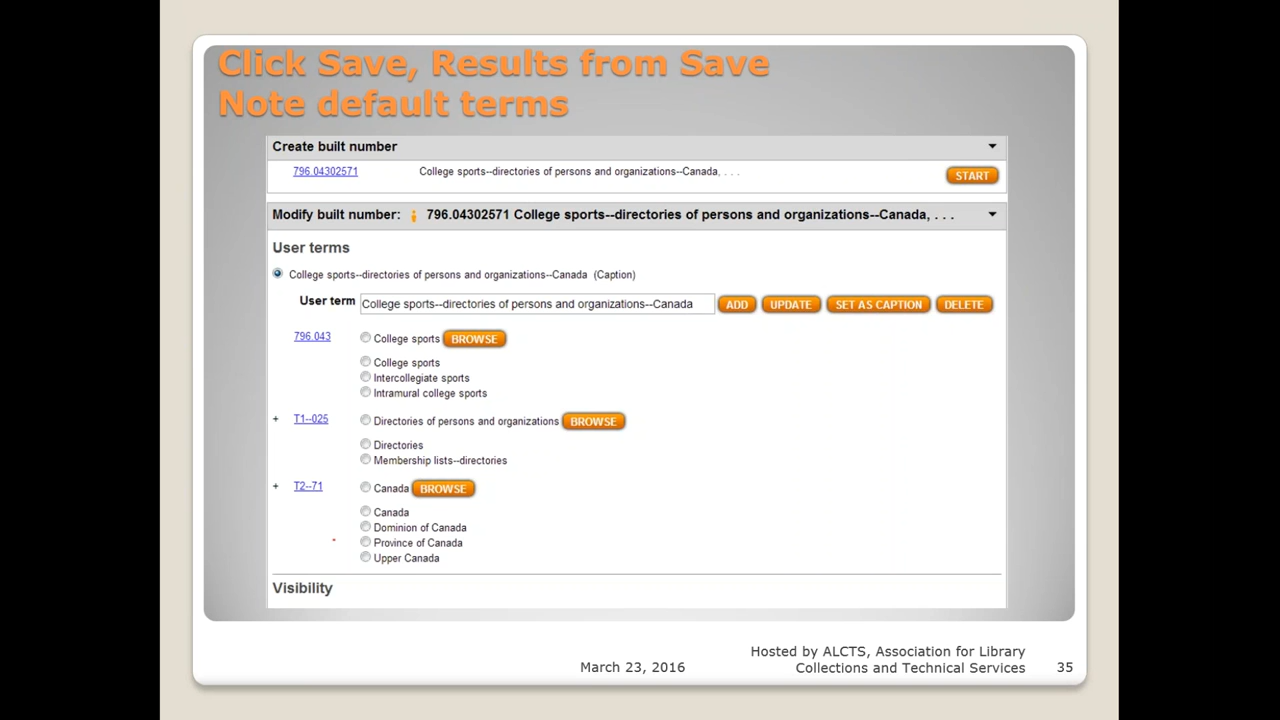 Click Save, Results from Save
Note default terms
Create built number
796.04302571 College sports--directories of persons and organizations--Canada, . . . START
Modify built number: 796.04302571 College sports--directories of persons and organizations--Canada, . . .
User terms
College sports--directories of persons and organizations--Canada (Caption)
User term College sports--directories of persons and organizations--Canada ADD UPDATE SET AS CAPTION DELETE
796.043 College sports BROWSE
College sports
Intercollegiate sports
Intramural college sports
+ T1--025 Directories of persons and organizations BROWSE
Directories
Membership lists--directories
+ T2--71 Canada BROWSE
Canada
Dominion of Canada
Province of Canada
Upper Canada
Visibility
March 23, 2016
Hosted by ALCTS, Association for Library
Collections and Technical Services
35